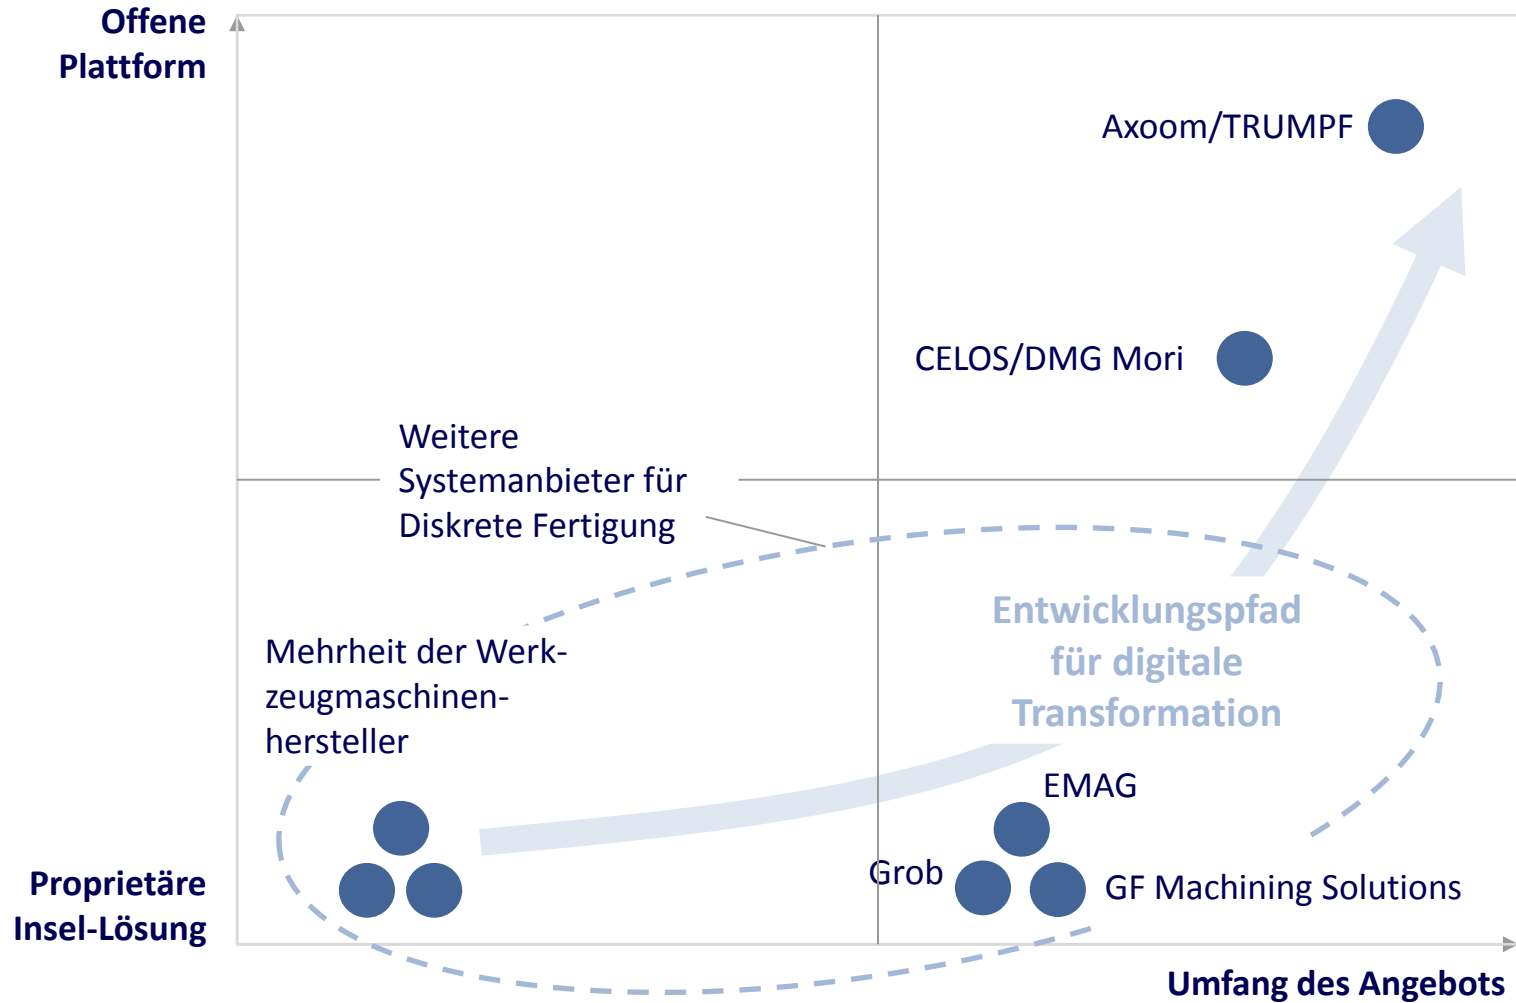 Offene
Plattform
Axoom/TRUMPF
CELOS/DMG Mori
Weitere
Systemanbieter für
Diskrete Fertigung
Entwicklungspfad
für digitale
Transformation
Mehrheit der Werk-
zeugmaschinen-
hersteller
EMAG
Grob
GF Machining Solutions
Proprietäre
Insel-Lösung
Umfang des Angebots